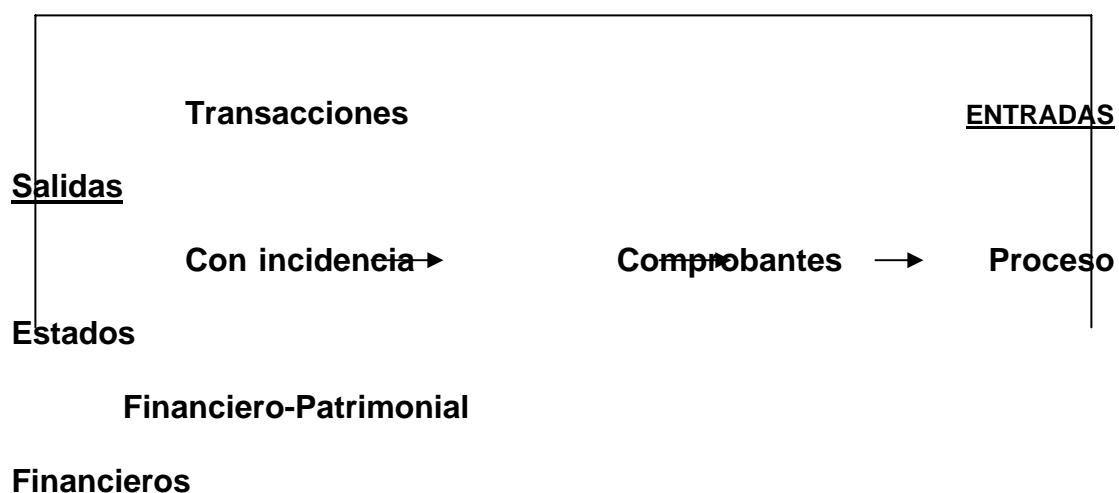 Transacciones ENTRADAS
Salidas
Con incidencia Comprobantes Proceso
Estados
Financiero-Patrimonial
Financieros